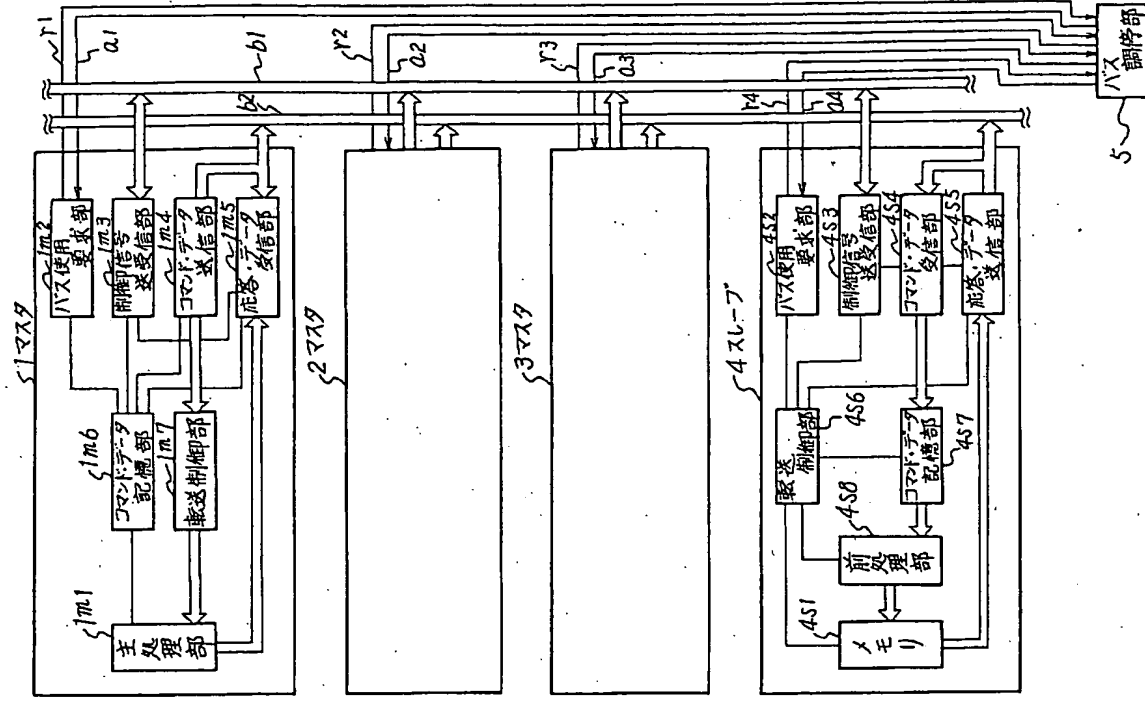 r1
a1
b1
b2
r2
a2
r3
a3
r4
a4
1マスタ
1m1
主処理部
1m6
コマンド・データ
記憶部
1m7
転送制御部
1m2
バス使用
要求部
1m3
制御信号
送受信部
1m4
コマンド・データ
送信部
1m5
応答・データ
受信部
2マスタ
3マスタ
4スレーブ
4S1
メモリ
4S8
前処理部
4S6
転送
制御部
4S7
コマンド・データ
記憶部
4S2
バス使用
要求部
4S3
制御信号
送受信部
4S4
コマンド・データ
受信部
4S5
応答・データ
送信部
5
バス
調停部